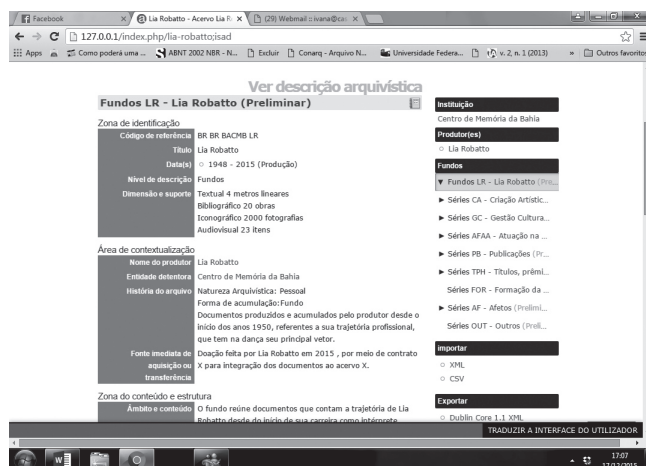 Facebook
Lia Robatto - Acervo Lia R
(29) Webmail :: ivana@cas
127.0.0.1/index.php/lia-robatto;isad
Apps
Como poderá uma ...
ABNT 2002 NBR - N...
Excluir
Conarq - Arquivo N...
Universidade Federa...
v. 2, n. 1 (2013)
»
Outros favoritos
Ver descrição arquivística
Fundos LR - Lia Robatto (Preliminar)
Zona de identificação
Código de referência BR BR BACMB LR
Título Lia Robatto
Data(s) 1948 - 2015 (Produção)
Nível de descrição Fundos
Dimensão e suporte Textual 4 metros lineares
Bibliográfico 20 obras
Iconográfico 2000 fotografias
Audiovisual 23 itens
Área de contextualização
Nome do produtor Lia Robatto
Entidade detentora Centro de Memória da Bahia
História do arquivo Natureza Arquivística: Pessoal
Forma de acumulação:Fundo
Documentos produzidos e acumulados pelo produtor desde o
início dos anos 1950, referentes a sua trajetória profissional,
que tem na dança seu principal vetor.
Fonte imediata de aquisição ou transferência
Doação feita por Lia Robatto em 2015 , por meio de contrato
X para integração dos documentos ao acervo X.
Zona do conteúdo e estrutura
Âmbito e conteúdo O fundo reúne documentos que contam a trajetória de Lia
Robatto desde do início de sua carreira como intérprete
Instituição
Centro de Memória da Bahia
Produtor(es)
Lia Robatto
Fundos
Fundos LR - Lia Robatto (Pre...
Séries CA - Criação Artístic...
Séries GC - Gestão Cultura...
Séries AFAA - Atuação na ...
Séries PB - Publicações (Pr...
Séries TPH - Títulos, prêmi...
Séries FOR - Formação da ...
Séries AF - Afetos (Prelimi...
Séries OUT - Outros (Preli...
importar
XML
CSV
Exportar
Dublin Core 1.1 XML
TRADUZIR A INTERFACE DO UTILIZADOR
17:07
17/12/2015